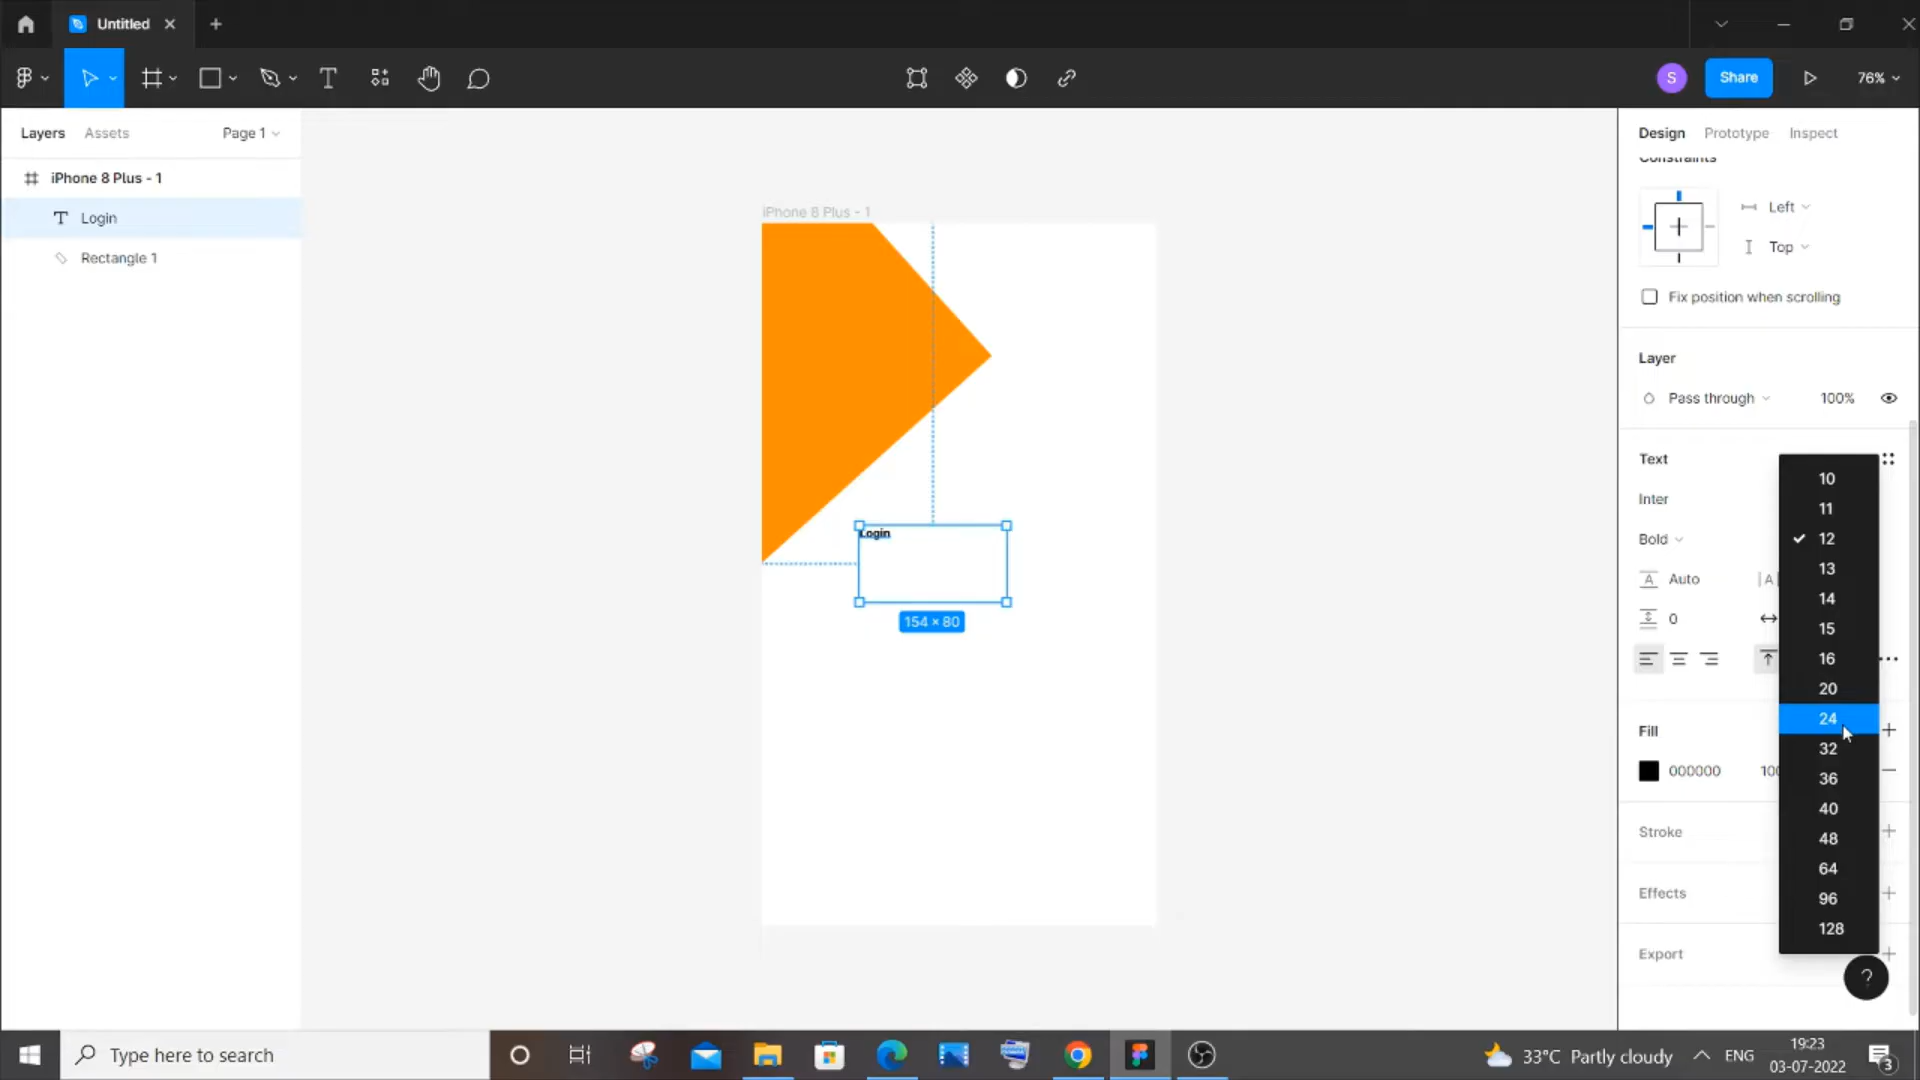 Untitled
S
Share
76%
Layers
Assets
Page 1
Design
Prototype
Inspect
iPhone 8 Plus - 1
Login
Rectangle 1
iPhone 8 Plus - 1
Login
154 × 80
Constraints
Left
Top
Fix position when scrolling
Layer
Pass through
100%
Text
Inter
Bold
Auto
0
Fill
000000
100
Stroke
Effects
Export
10
11
12
13
14
15
16
20
24
32
36
40
48
64
96
128
?
Type here to search
33°C Partly cloudy
ENG
19:23
03-07-2022
3